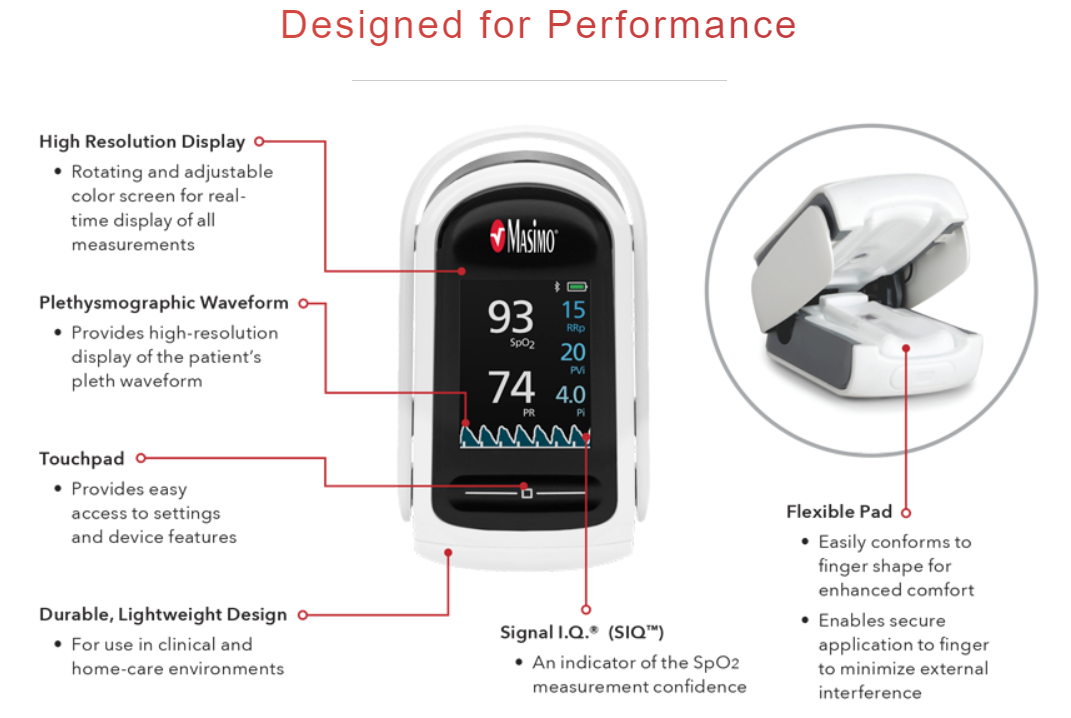 Designed for Performance
High Resolution Display
• Rotating and adjustable
color screen for real-
time display of all
measurements
Plethysmographic Waveform
• Provides high-resolution
display of the patient's
pleth waveform
Touchpad
• Provides easy
access to settings
and device features
Durable, Lightweight Design
• For use in clinical and
home-care environments
Masimo®
93
SpO2
15
RRp
20
PVi
74
PR
4.0
Pi
Signal I.Q.® (SIQ™)
• An indicator of the SpO2
measurement confidence
Flexible Pad
• Easily conforms to
finger shape for
enhanced comfort
• Enables secure
application to finger
to minimize external
interference